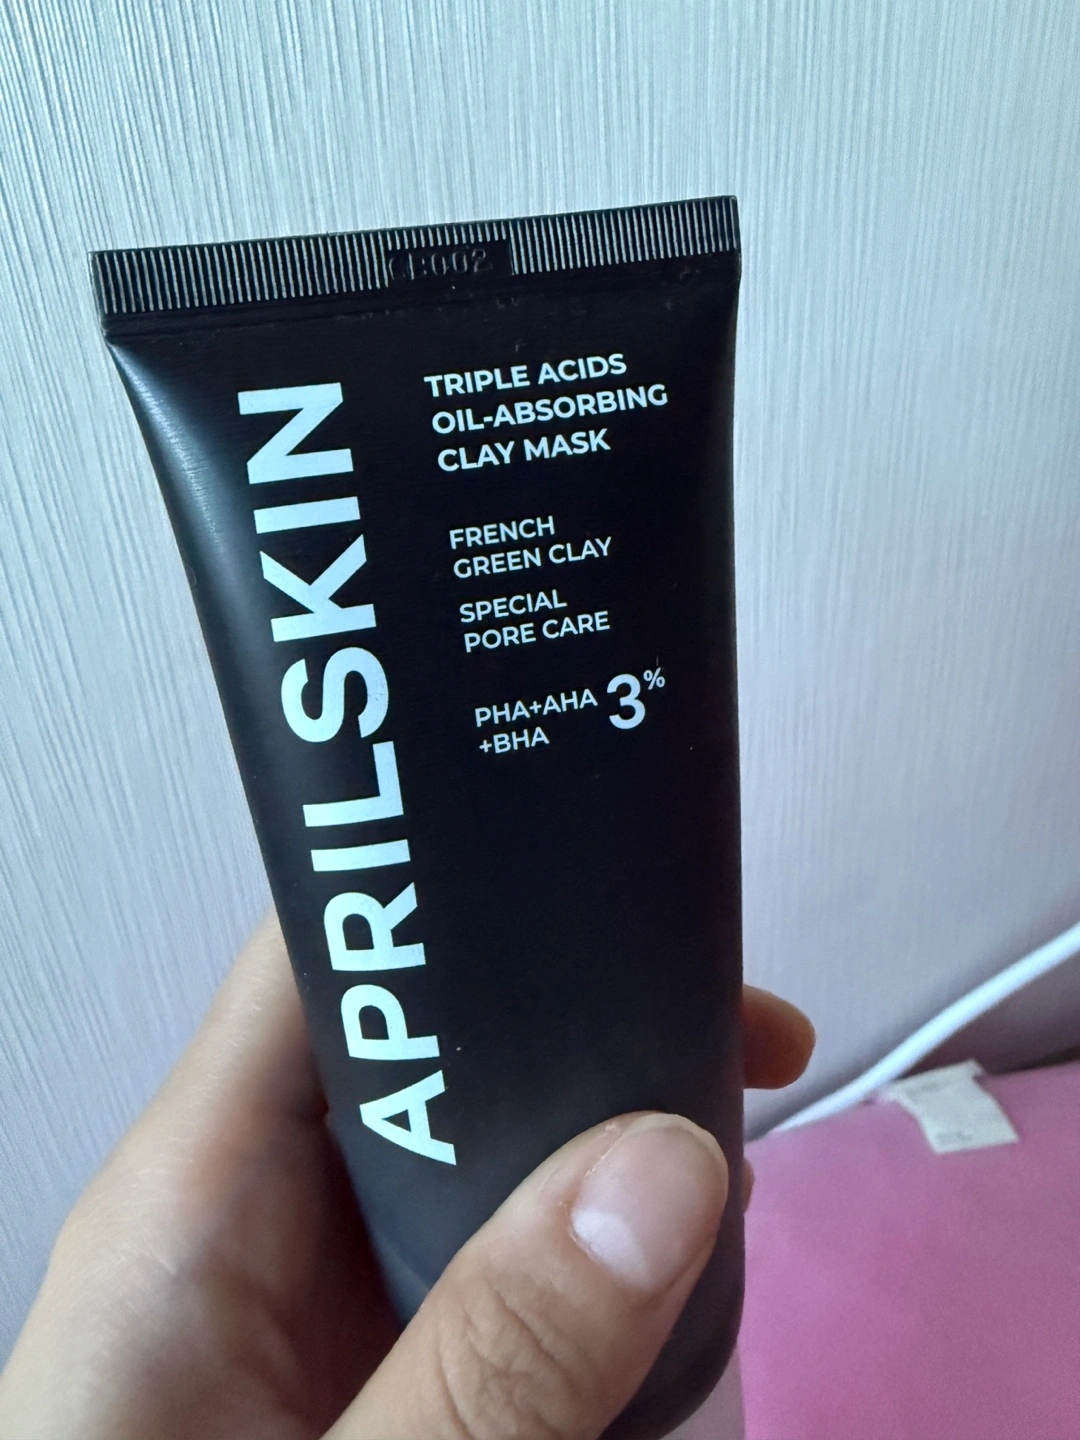 APRILSKIN
TRIPLE ACIDS
OIL-ABSORBING
CLAY MASK
FRENCH
GREEN CLAY
SPECIAL
PORE CARE
PHA+AHA 3%
+BHA